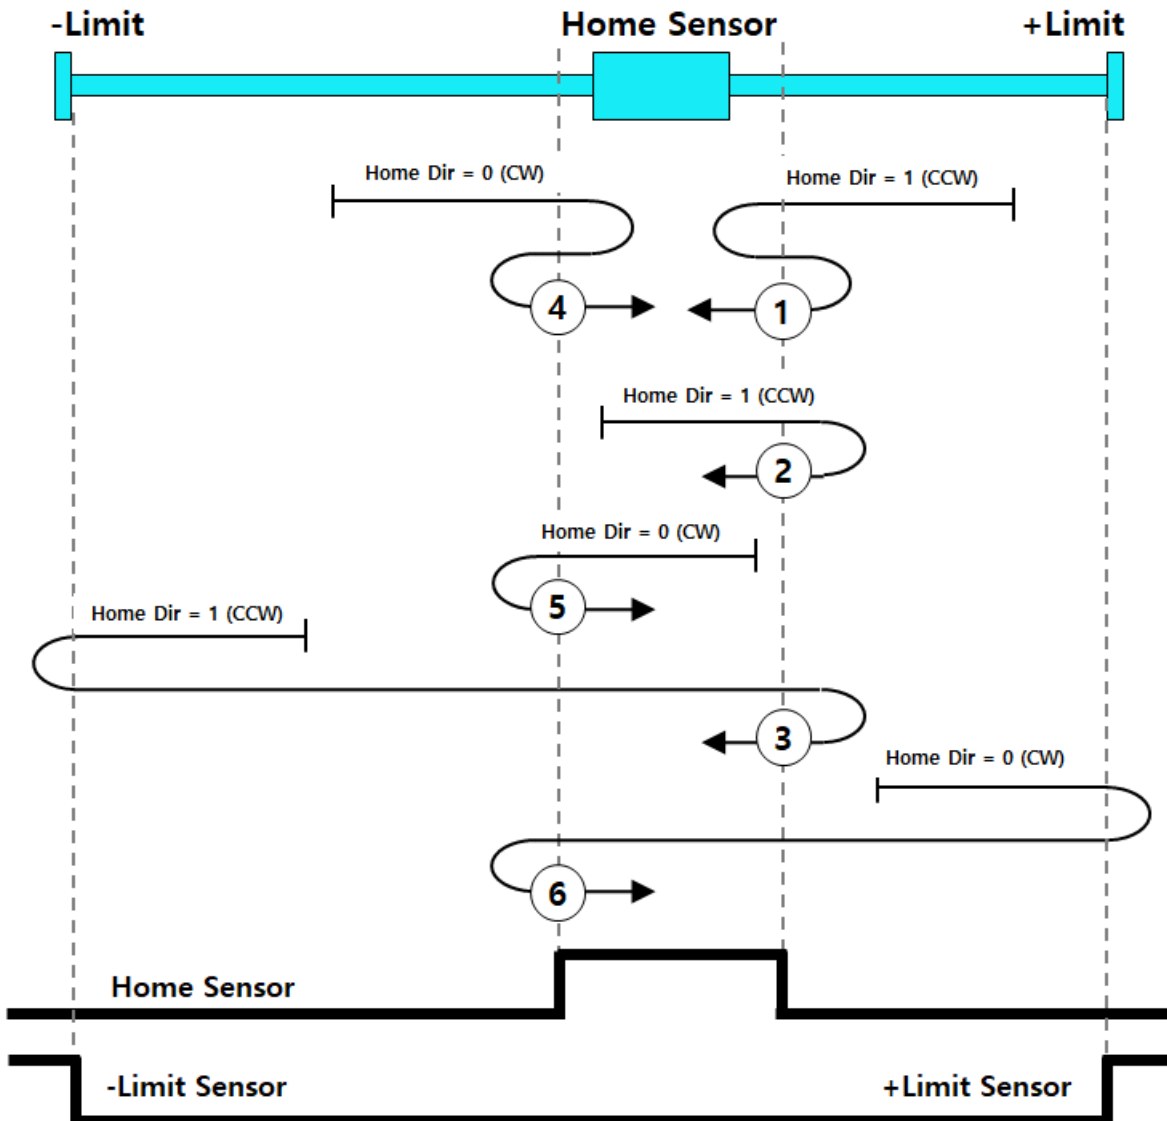 -Limit
Home Sensor
+Limit
Home Dir = 0 (CW)
Home Dir = 1 (CCW)
4
1
Home Dir = 1 (CCW)
2
Home Dir = 0 (CW)
5
Home Dir = 1 (CCW)
3
Home Dir = 0 (CW)
6
Home Sensor
-Limit Sensor
+Limit Sensor